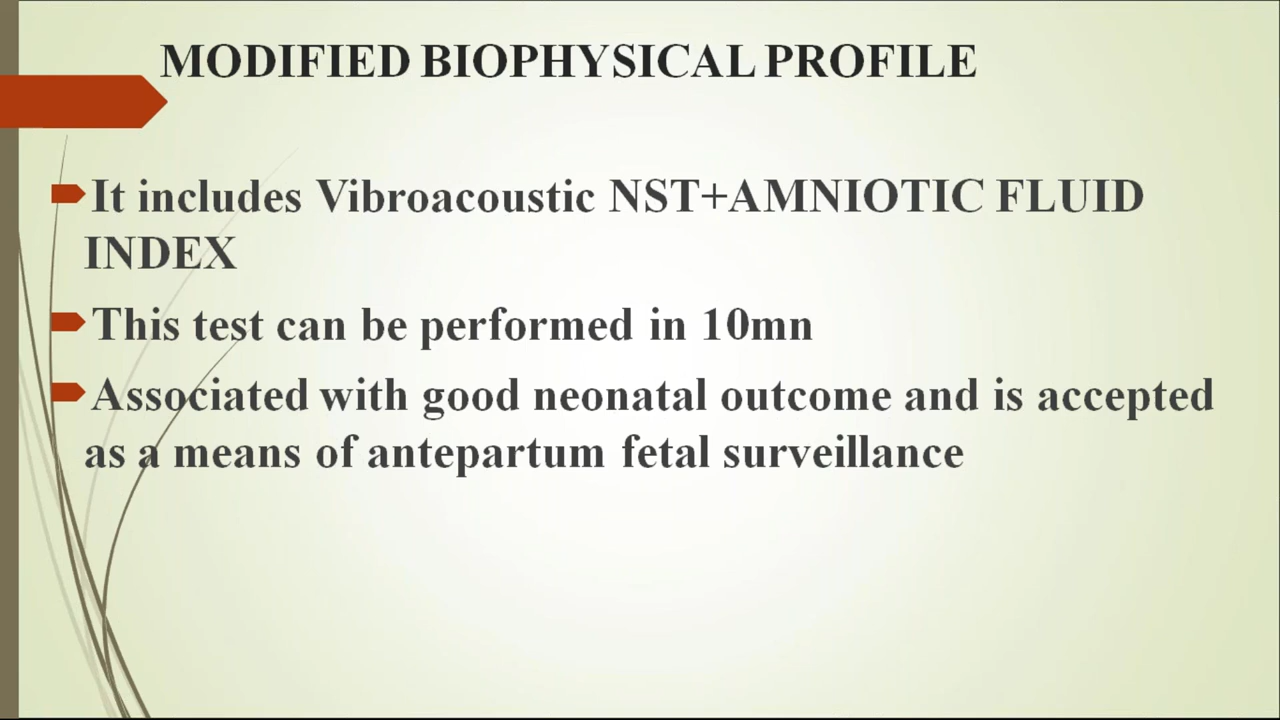 MODIFIED BIOPHYSICAL PROFILE
It includes Vibroacoustic NST+AMNIOTIC FLUID
INDEX
This test can be performed in 10mn
Associated with good neonatal outcome and is accepted
as a means of antepartum fetal surveillance